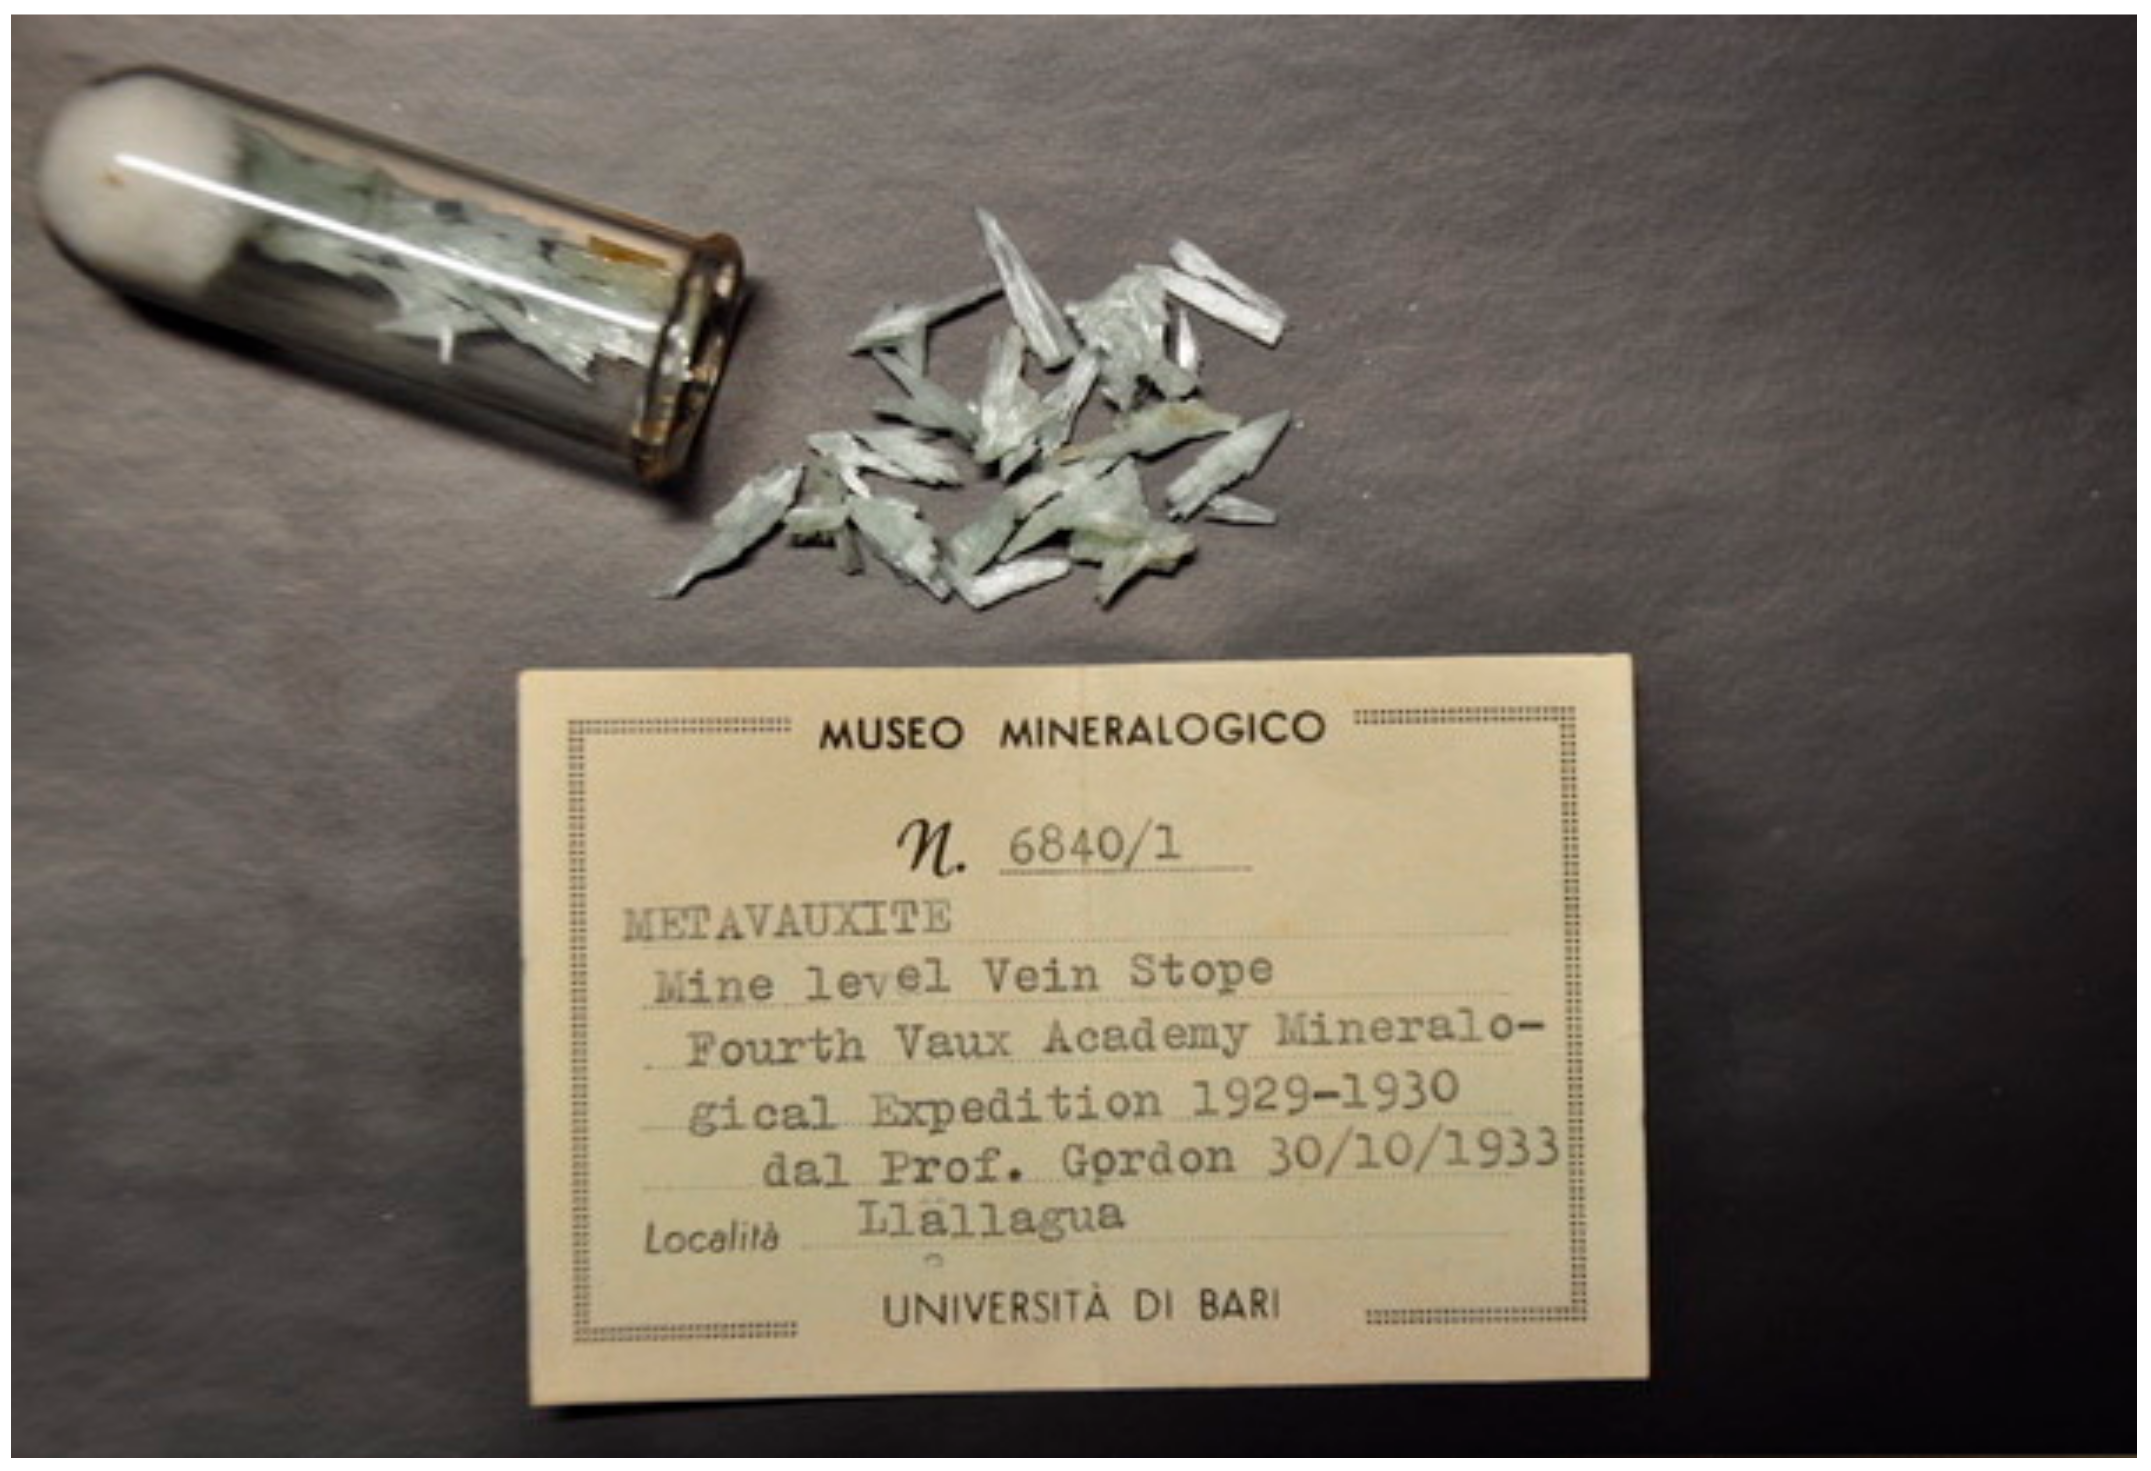 MUSEO MINERALOGICO
N. 6840/1
METAVAUXITE
Mine level Vein Stope
Fourth Vaux Academy Mineralo-
gical Expedition 1929-1930
dal Prof. Gordon 30/10/1933
Località Llallagua
UNIVERSITÀ DI BARI